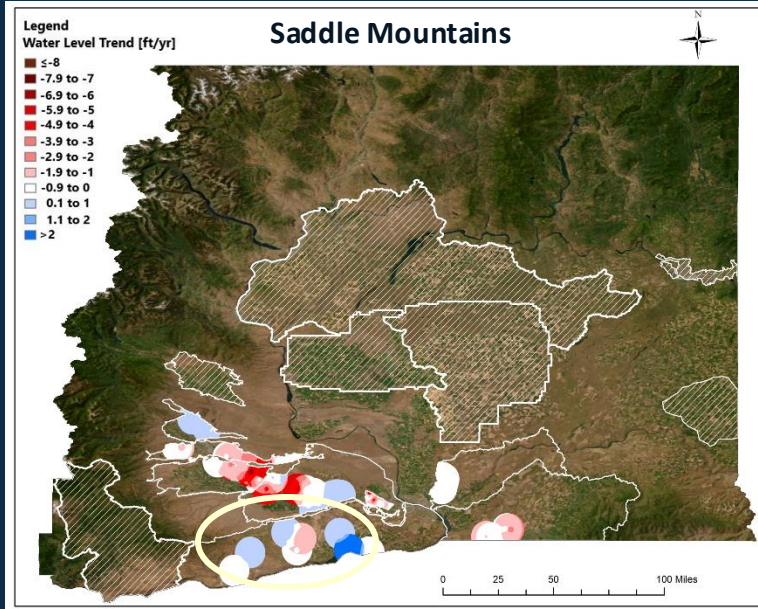 Legend
Water Level Trend [ft/yr]
≤-8
-7.9 to -7
-6.9 to -6
-5.9 to -5
-4.9 to -4
-3.9 to -3
-2.9 to -2
-1.9 to -1
-0.9 to 0
0.1 to 1
1.1 to 2
>2
Saddle Mountains
N
0 25 50 100 Miles